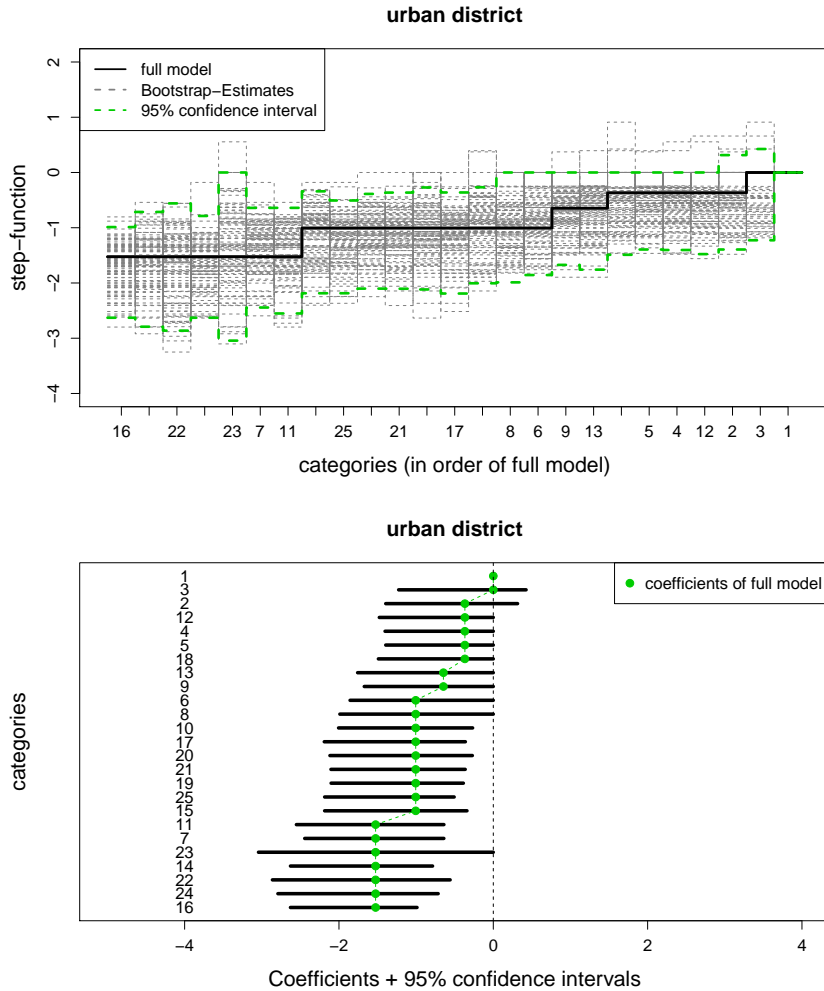 urban district
full model
Bootstrap−Estimates
95% confidence interval
2
1
0
−1
−2
−3
−4
step−function
16 22 23 7 11 25 21 17 8 6 9 13 5 4 12 2 3 1
categories (in order of full model)
urban district
coefficients of full model
1
3
2
12
4
5
18
13
9
6
8
10
17
20
21
19
25
15
11
7
23
14
22
24
16
categories
−4 −2 0 2 4
Coefficients + 95% confidence intervals